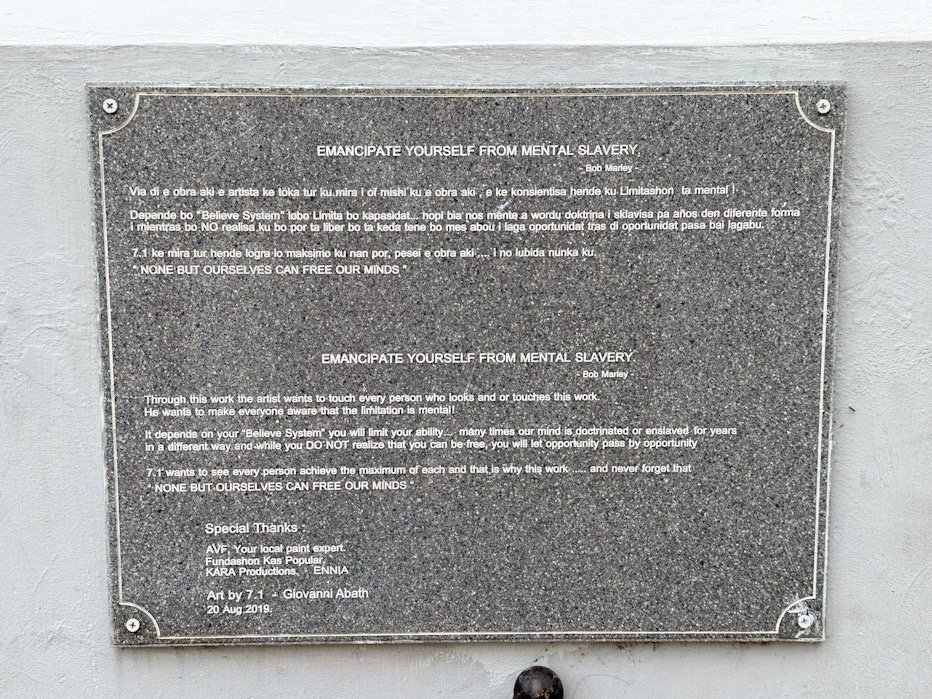 EMANCIPATE YOURSELF FROM MENTAL SLAVERY.
- Bob Marley -
Via di e obra aki e artista ke toka tur ku mira i of mishi ku e obra aki , e ke konsientisa hende ku Limitashon ta mental !
Depende bo "Believe System" lobo Limita bo kapasidat... hopi bia nos mente a wordu doktrina i sklavisa pa años den diferente forma
i mientras bo NO realisa ku bo por ta liber bo ta keda tene bo mes abou i laga oportunidat tras di oportunidat pasa bai lagabu.
7.1 ke mira tur hende logra lo maksimo ku nan por, pesei e obra aki .... i no lubida nunka ku.
" NONE BUT OURSELVES CAN FREE OUR MINDS "
EMANCIPATE YOURSELF FROM MENTAL SLAVERY.
- Bob Marley -
Through this work the artist wants to touch every person who looks and or touches this work.
He wants to make everyone aware that the limitation is mental!
It depends on your "Believe System" you will limit your ability... many times our mind is doctrinated or enslaved for years
in a different way and while you DO NOT realize that you can be free, you will let opportunity pass by opportunity
7.1 wants to see every person achieve the maximum of each and that is why this work ..... and never forget that
" NONE BUT OURSELVES CAN FREE OUR MINDS "
Special Thanks :
AVF, Your local paint expert.
Fundashon Kas Popular.
KARA Productions. - ENNIA
Art by 7.1 - Giovanni Abath
20 Aug 2019.